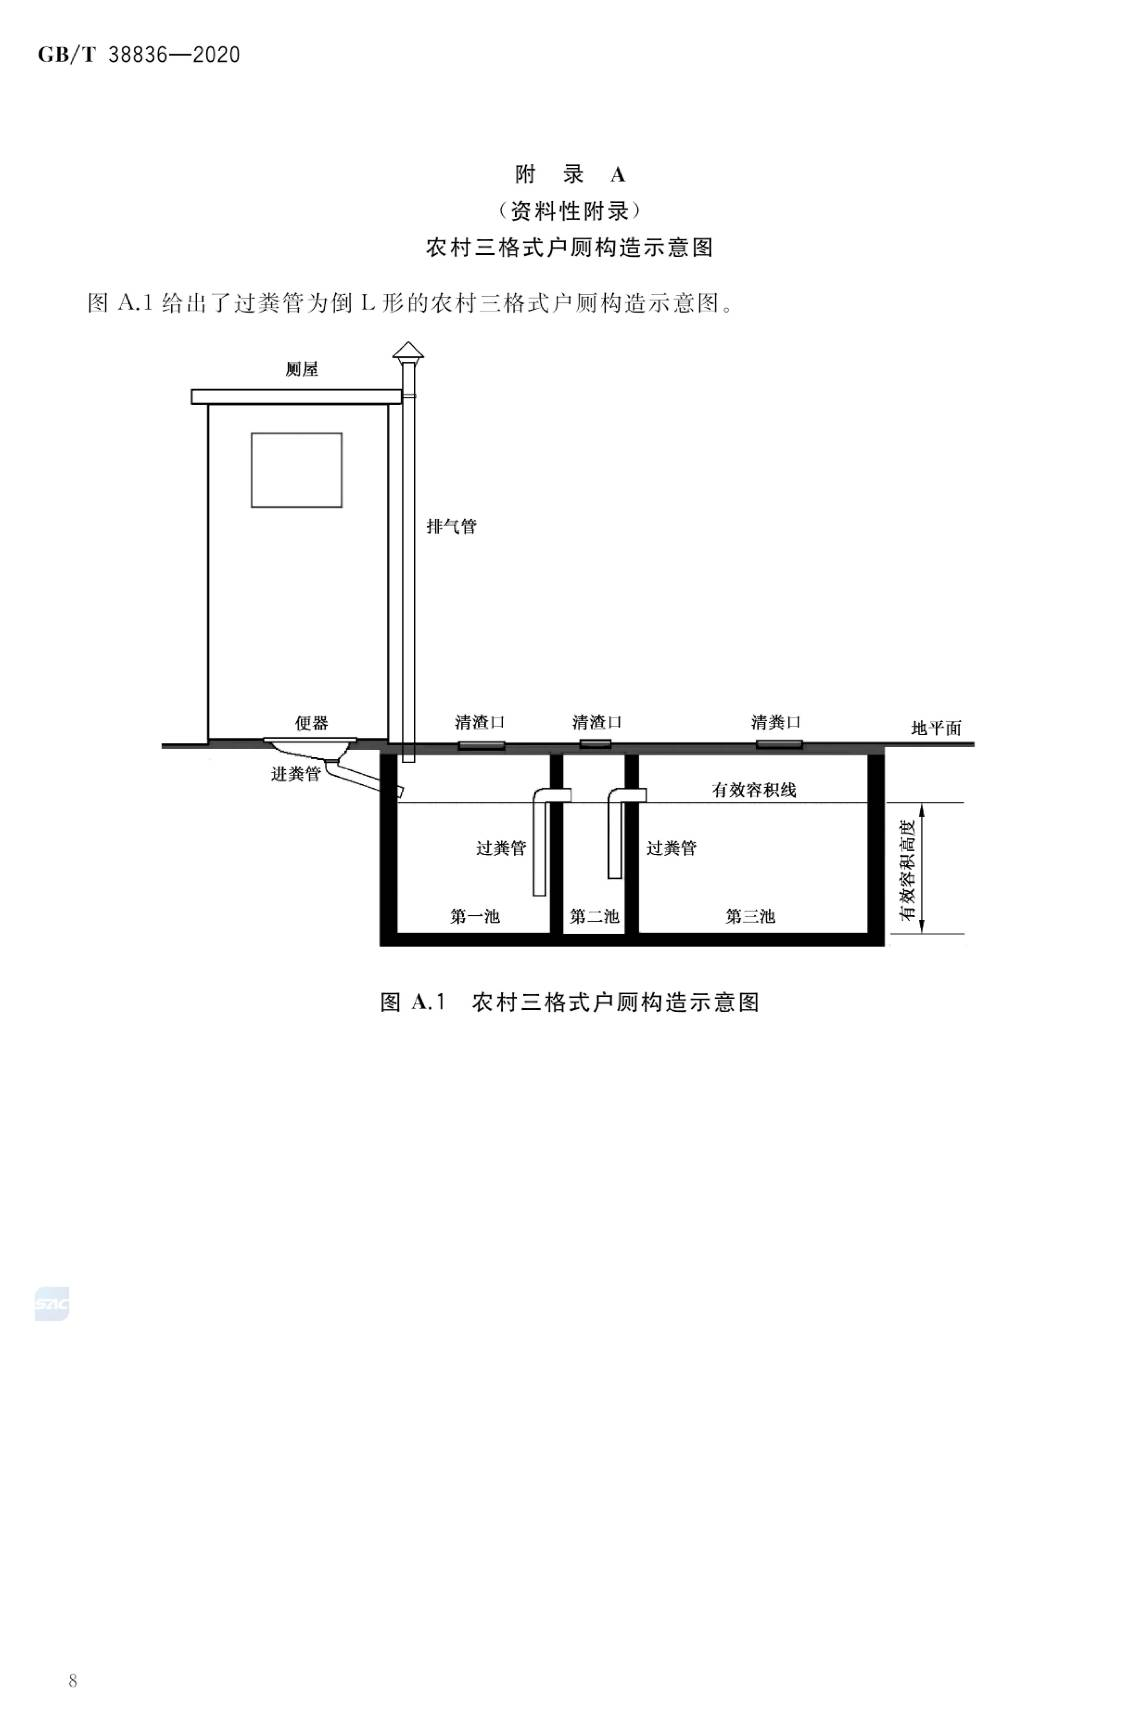 GB/T 38836—2020
附 录 A
（资料性附录）
农村三格式户厕构造示意图
图 A.1 给出了过粪管为倒 L 形的农村三格式户厕构造示意图。
厕屋
排气管
便器
清渣口
清渣口
清粪口
地平面
进粪管
有效容积线
过粪管
过粪管
有效容积高度
第一池
第二池
第三池
图 A.1 农村三格式户厕构造示意图
SAC
8